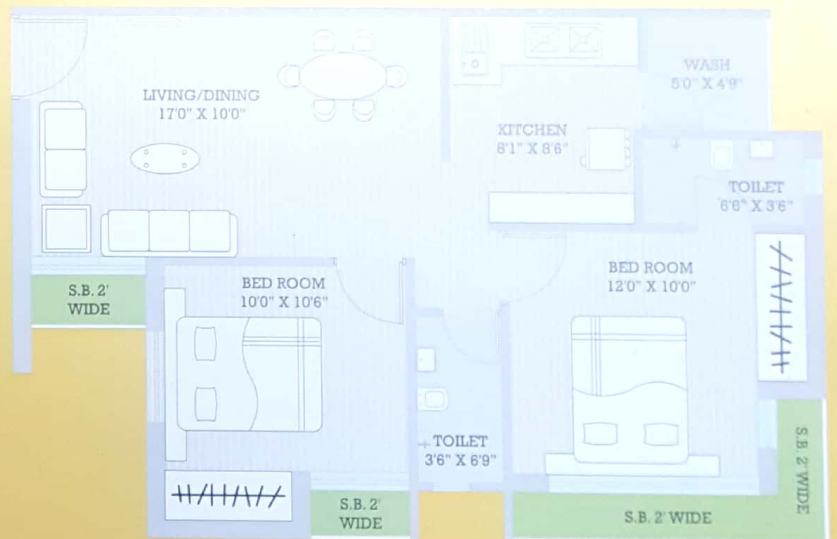 LIVING/DINING
17'0" X 10'0"
KITCHEN
8'1" X 8'6"
WASH
5'0" X 4'9"
TOILET
6'6" X 3'6"
BED ROOM
10'0" X 10'6"
BED ROOM
12'0" X 10'0"
S.B. 2'
WIDE
TOILET
3'6" X 6'9"
S.B. 2'
WIDE
S.B. 2' WIDE
S.B. 2' WIDE